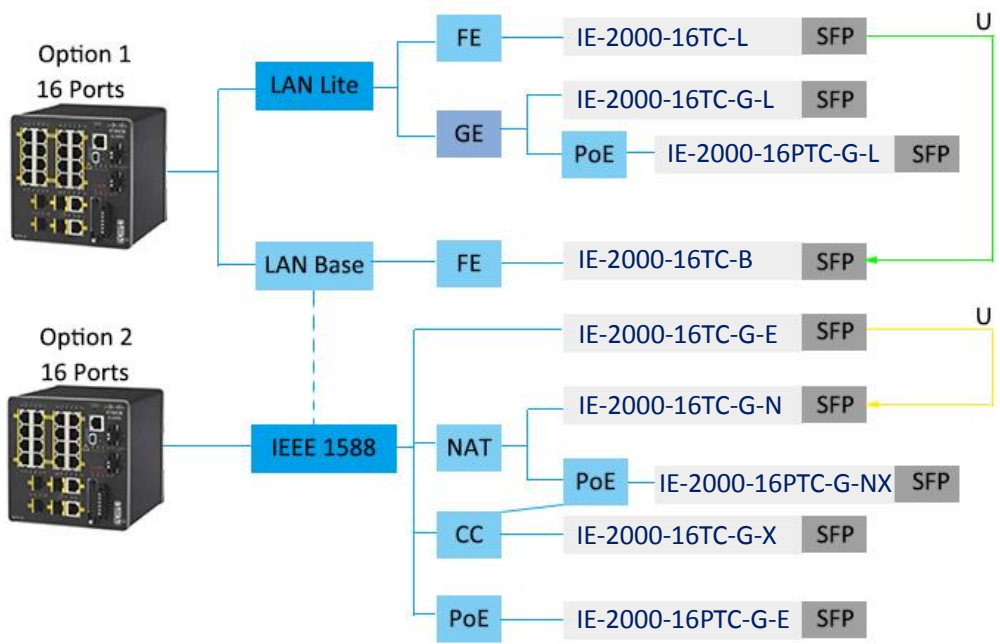 Option 1
16 Ports
LAN Lite
FE
IE-2000-16TC-L
SFP
U
GE
IE-2000-16TC-G-L
SFP
PoE
IE-2000-16PTC-G-L
SFP
LAN Base
FE
IE-2000-16TC-B
SFP
Option 2
16 Ports
IEEE 1588
IE-2000-16TC-G-E
SFP
U
NAT
IE-2000-16TC-G-N
SFP
PoE
IE-2000-16PTC-G-NX
SFP
CC
IE-2000-16TC-G-X
SFP
PoE
IE-2000-16PTC-G-E
SFP